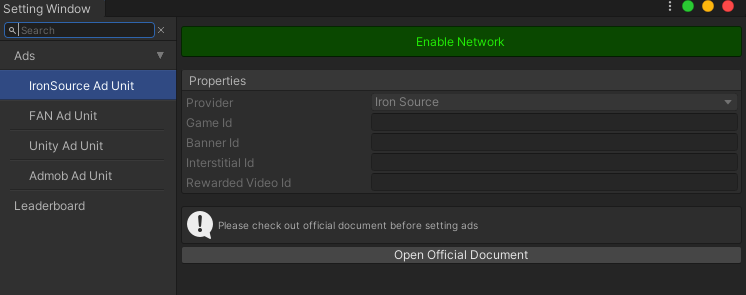 Setting Window
Search
Ads
IronSource Ad Unit
FAN Ad Unit
Unity Ad Unit
Admob Ad Unit
Leaderboard
Enable Network
Properties
Provider
Iron Source
Game Id
Banner Id
Interstitial Id
Rewarded Video Id
Please check out official document before setting ads
Open Official Document